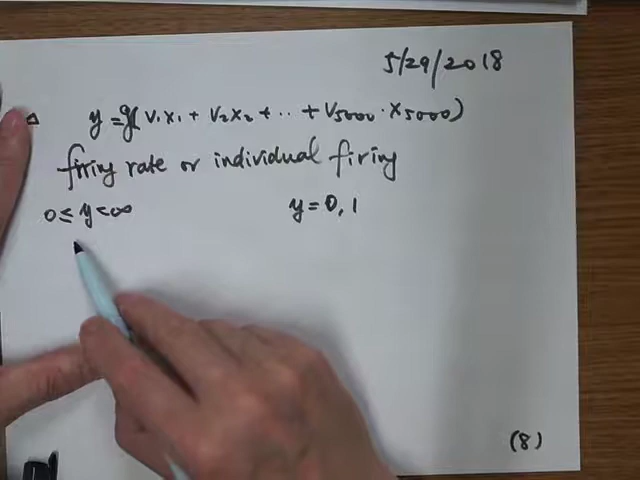 5/29/2018
y = g( v₁x₁ + v₂x₂ + ·· + v₅₀₀₀ · x₅₀₀₀)
firing rate or individual firing
0 ≤ y < ∞ y = 0, 1
(8)